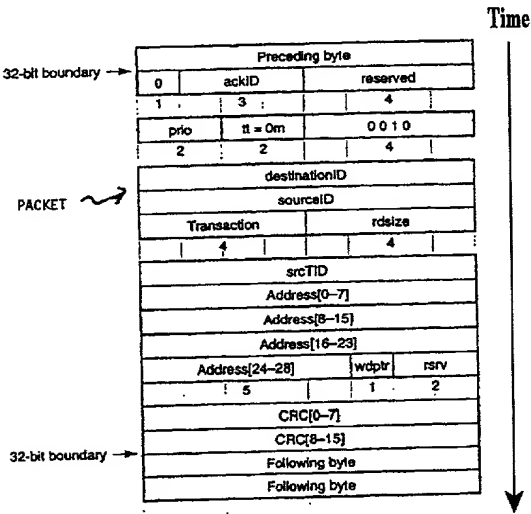 Time
Preceding byte
32-bit boundary
0 ackID reserved
1 3 4
prio tt = 0m 0 0 1 0
2 2 4
destinationID
PACKET
sourceID
Transaction rdsize
4 4
srcTID
Address[0–7]
Address[8–15]
Address[16–23]
Address[24–28] wdptr rsrv
5 1 2
CRC[0–7]
CRC[8–15]
32-bit boundary
Following byte
Following byte